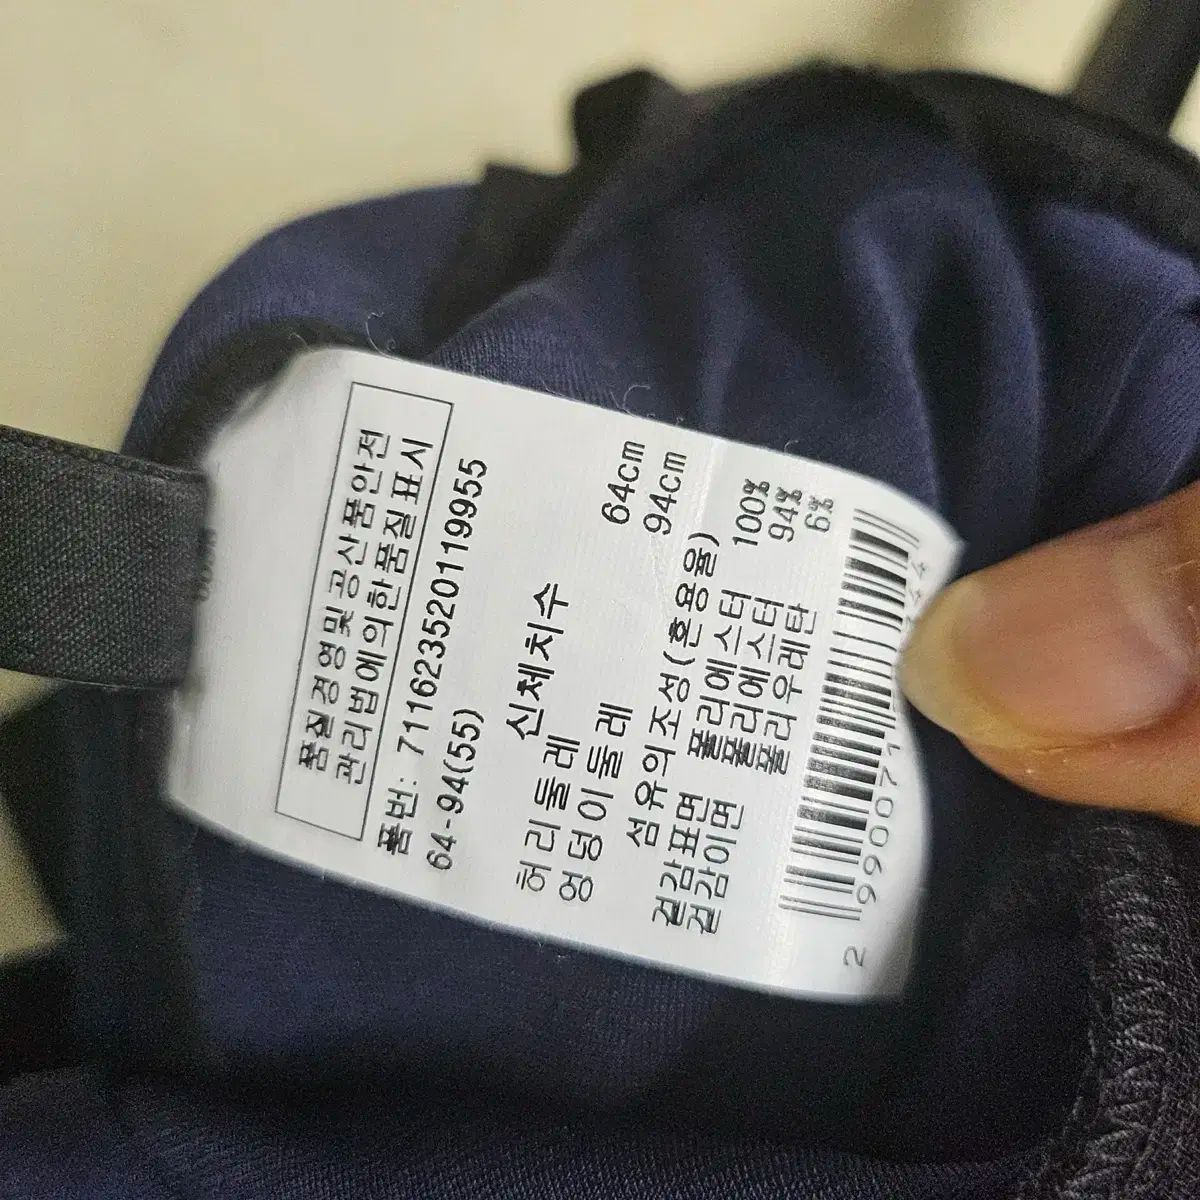 품질경영및공산품안전
관리법에의한품질표시
품번: 711623520119955
64-94(55)
신체치수
허리둘레 64cm
엉덩이둘레 94cm
섬유의조성(혼용율)
겉감표면 폴리에스터 100%
겉감이면 폴리에스터 94%
폴리우레탄 6%
2 9900071